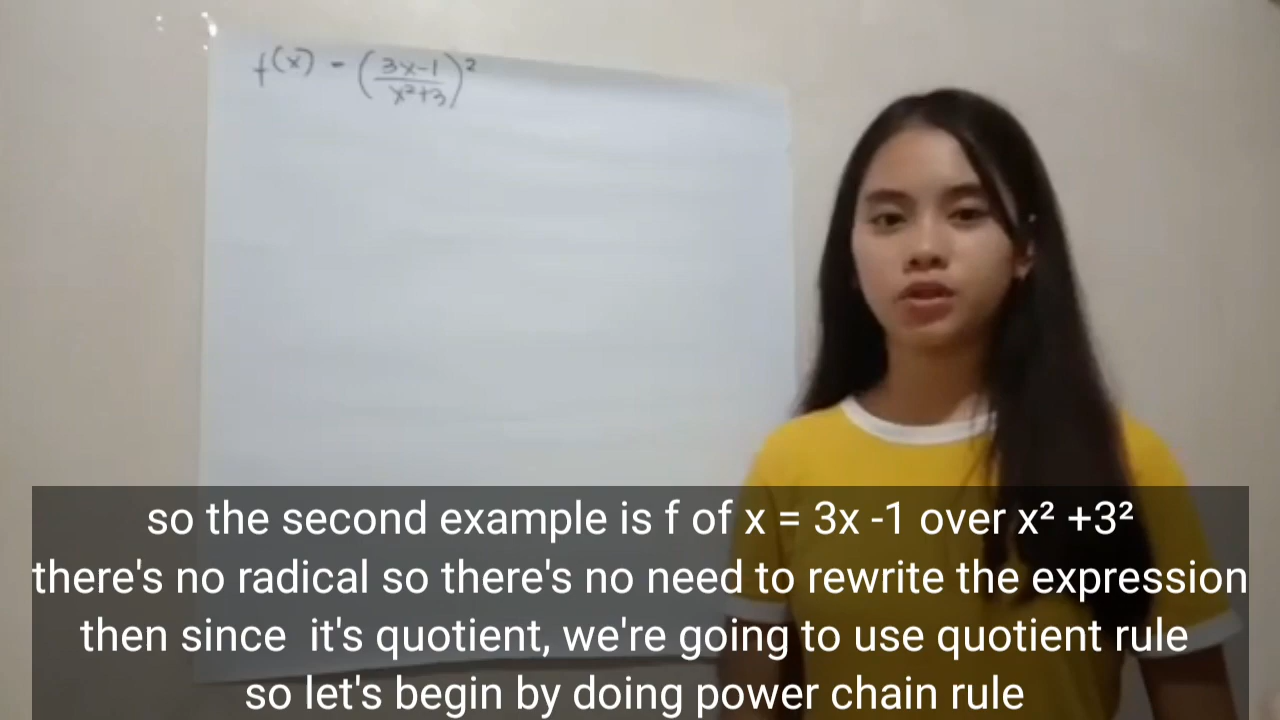 f(x) = (3x-1 / x²+3)²
so the second example is f of x = 3x -1 over x² +3²
there's no radical so there's no need to rewrite the expression
then since it's quotient, we're going to use quotient rule
so let's begin by doing power chain rule